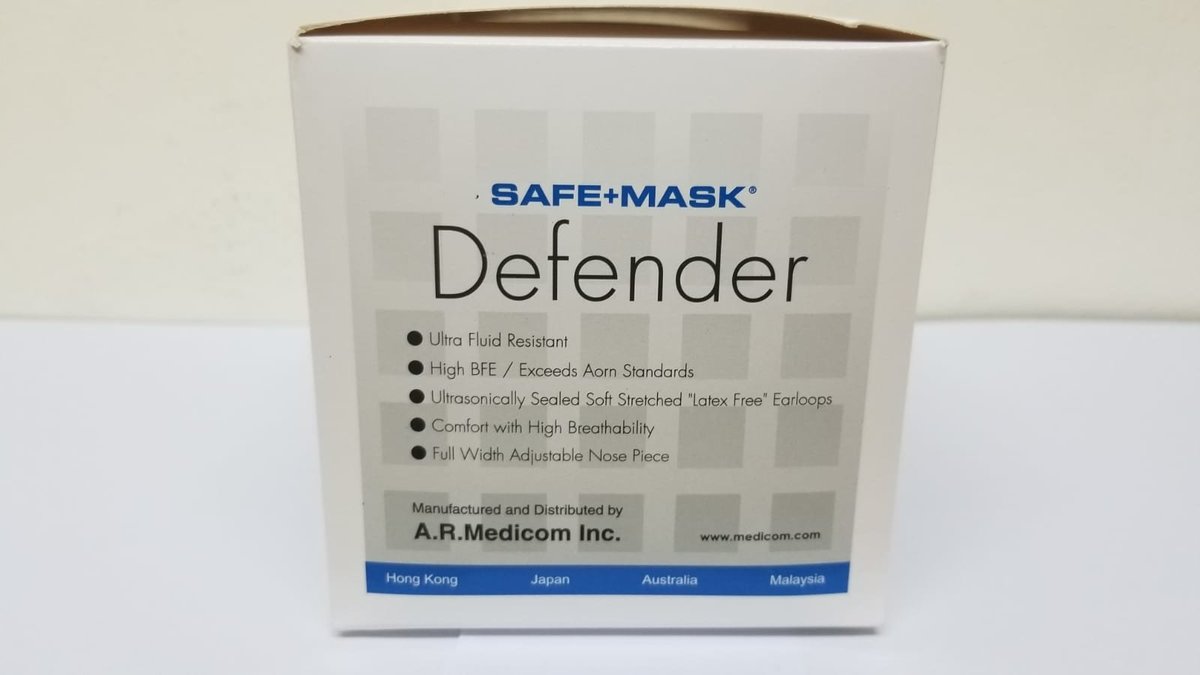 SAFE+MASK®
Defender
● Ultra Fluid Resistant
● High BFE / Exceeds Aorn Standards
● Ultrasonically Sealed Soft Stretched "Latex Free" Earloops
● Comfort with High Breathability
● Full Width Adjustable Nose Piece
Manufactured and Distributed by
A.R.Medicom Inc.
www.medicom.com
Hong Kong Japan Australia Malaysia